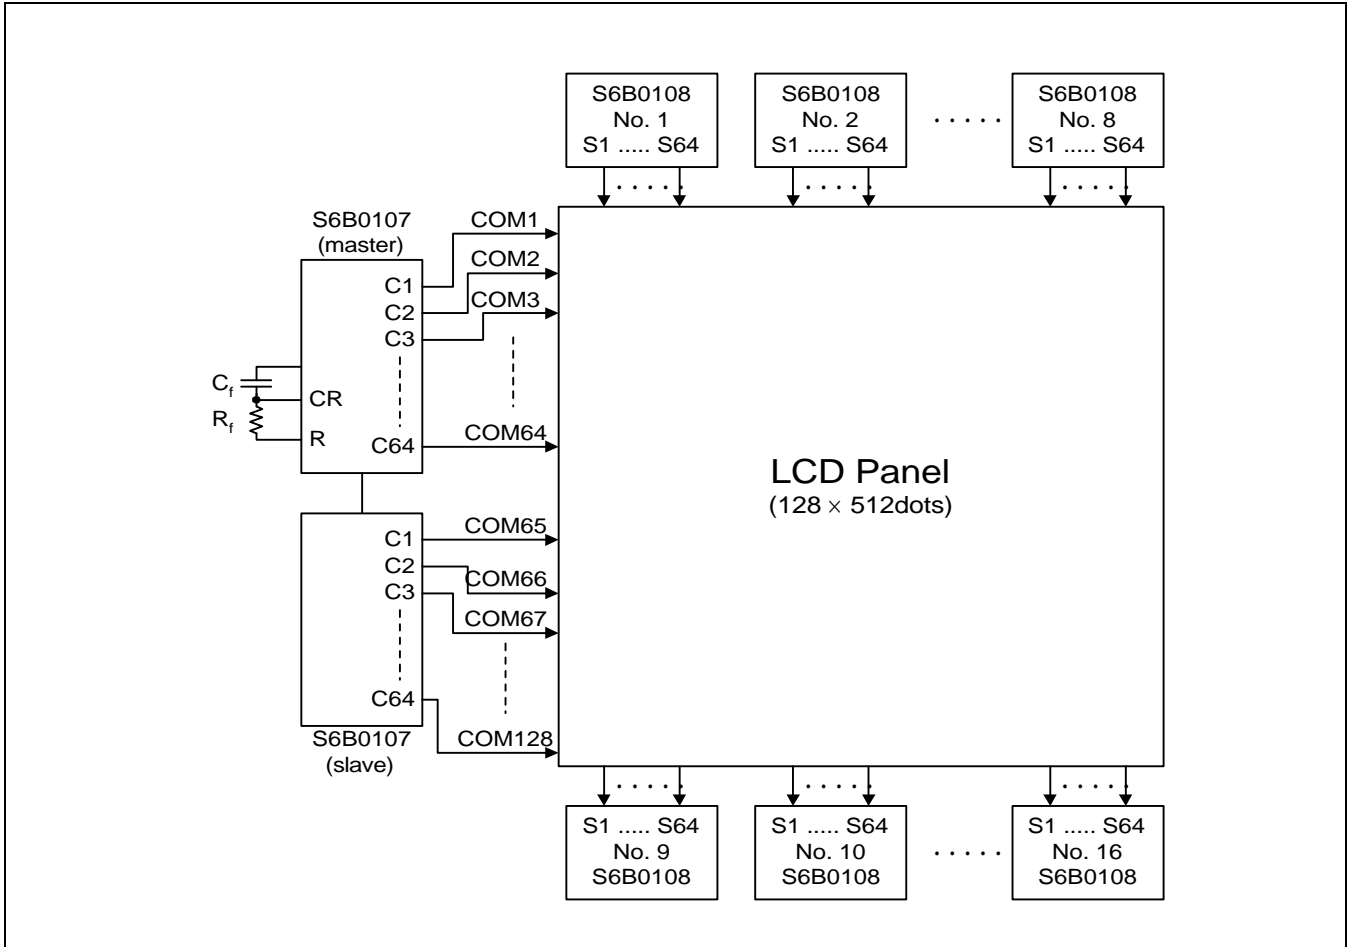 S6B0108
No. 1
S1 ..... S64
S6B0108
No. 2
S1 ..... S64
. . . . .
S6B0108
No. 8
S1 ..... S64
. . . . .
. . . . .
. . . . .
S6B0107
(master)
C1
C2
C3
C64
CR
R
Cf
Rf
COM1
COM2
COM3
COM64
LCD Panel
(128 × 512dots)
C1
C2
C3
C64
S6B0107
(slave)
COM65
COM66
COM67
COM128
. . . . .
. . . . .
. . . . .
S1 ..... S64
No. 9
S6B0108
S1 ..... S64
No. 10
S6B0108
. . . . .
S1 ..... S64
No. 16
S6B0108